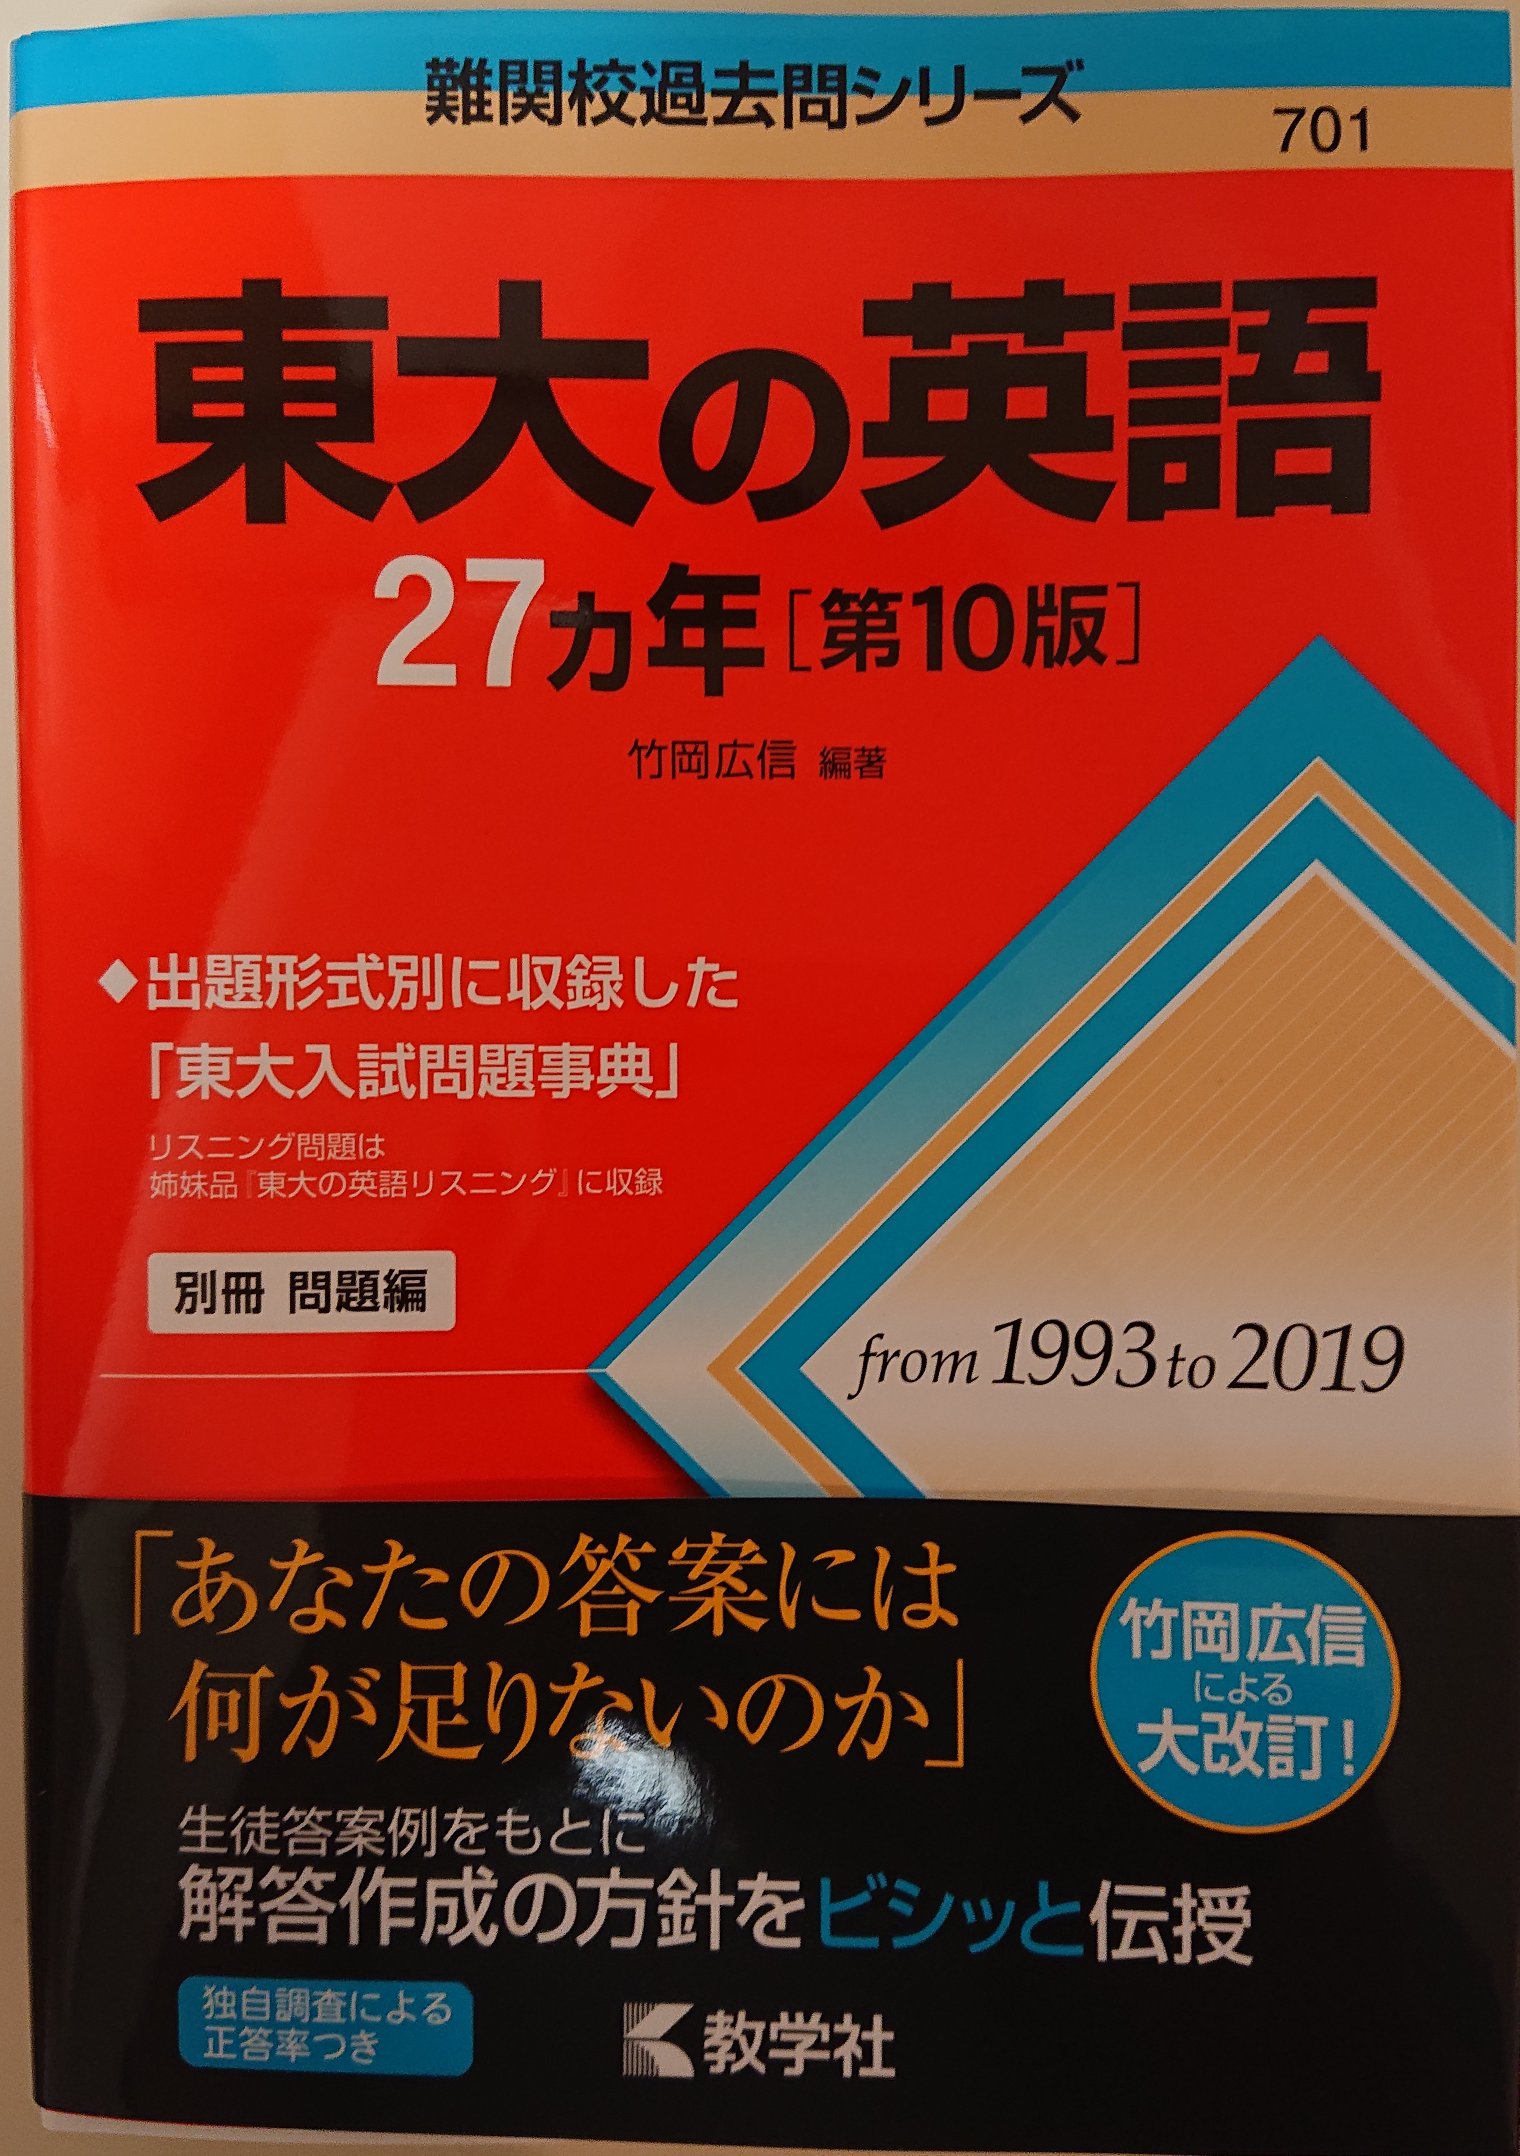 難関校過去問シリーズ
701
東大の英語
27カ年[第10版]
竹岡広信 編著
◆出題形式別に収録した
「東大入試問題事典」
リスニング問題は
姉妹品『東大の英語リスニング』に収録
別冊 問題編
from 1993 to 2019
「あなたの答案には
何が足りないのか」
竹岡広信
による
大改訂!
生徒答案例をもとに
解答作成の方針をビシッと伝授
独自調査による
正答率つき
教学社